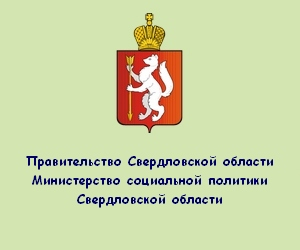 Правительство Свердловской области
Министерство социальной политики
Свердловской области